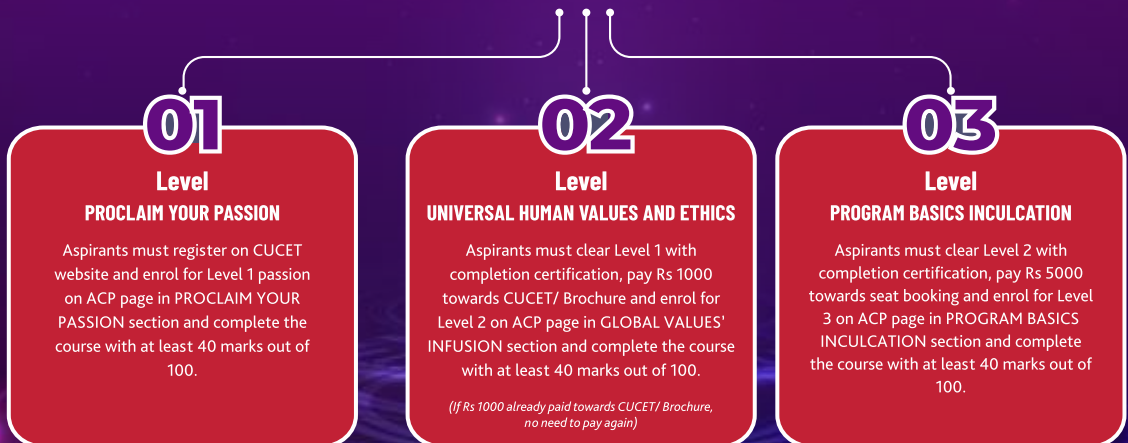 01
Level
PROCLAIM YOUR PASSION
Aspirants must register on CUCET
website and enrol for Level 1 passion
on ACP page in PROCLAIM YOUR
PASSION section and complete the
course with at least 40 marks out of
100.
02
Level
UNIVERSAL HUMAN VALUES AND ETHICS
Aspirants must clear Level 1 with
completion certification, pay Rs 1000
towards CUCET/ Brochure and enrol for
Level 2 on ACP page in GLOBAL VALUES'
INFUSION section and complete the course
with at least 40 marks out of 100.
(If Rs 1000 already paid towards CUCET/ Brochure,
no need to pay again)
03
Level
PROGRAM BASICS INCULCATION
Aspirants must clear Level 2 with
completion certification, pay Rs 5000
towards seat booking and enrol for Level
3 on ACP page in PROGRAM BASICS
INCULCATION section and complete
the course with at least 40 marks out of
100.